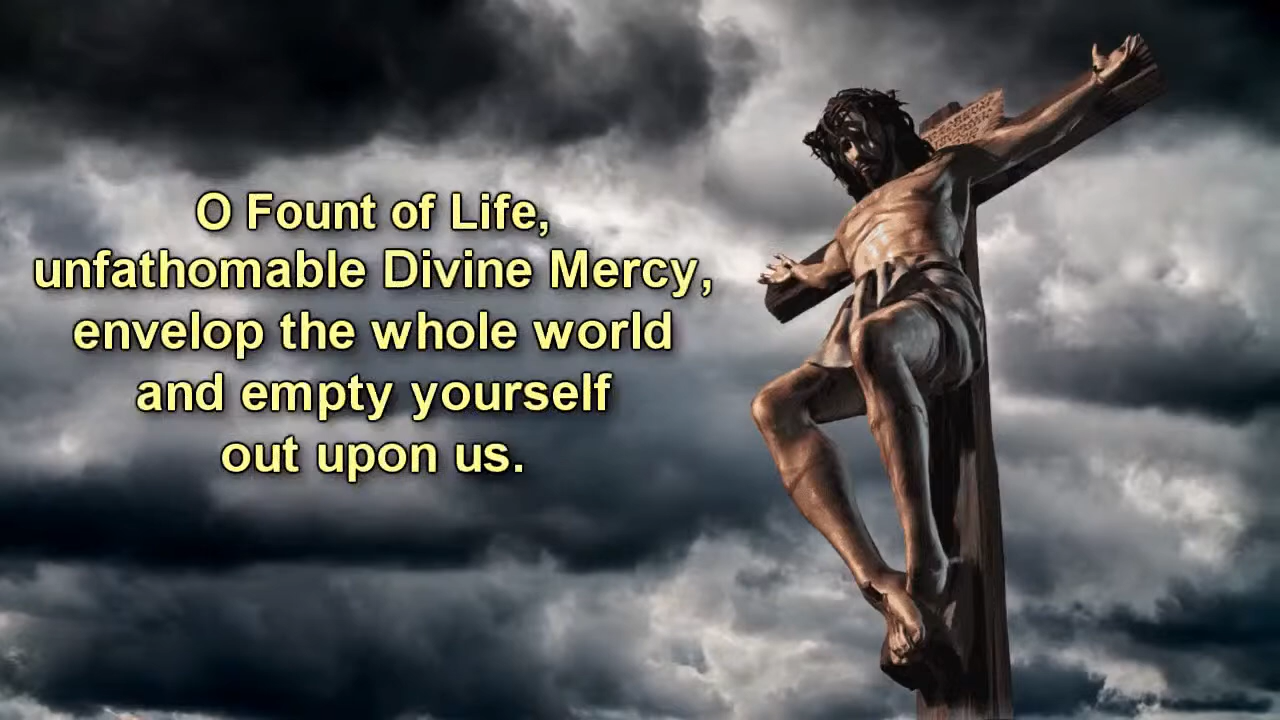 O Fount of Life,
unfathomable Divine Mercy,
envelop the whole world
and empty yourself
out upon us.